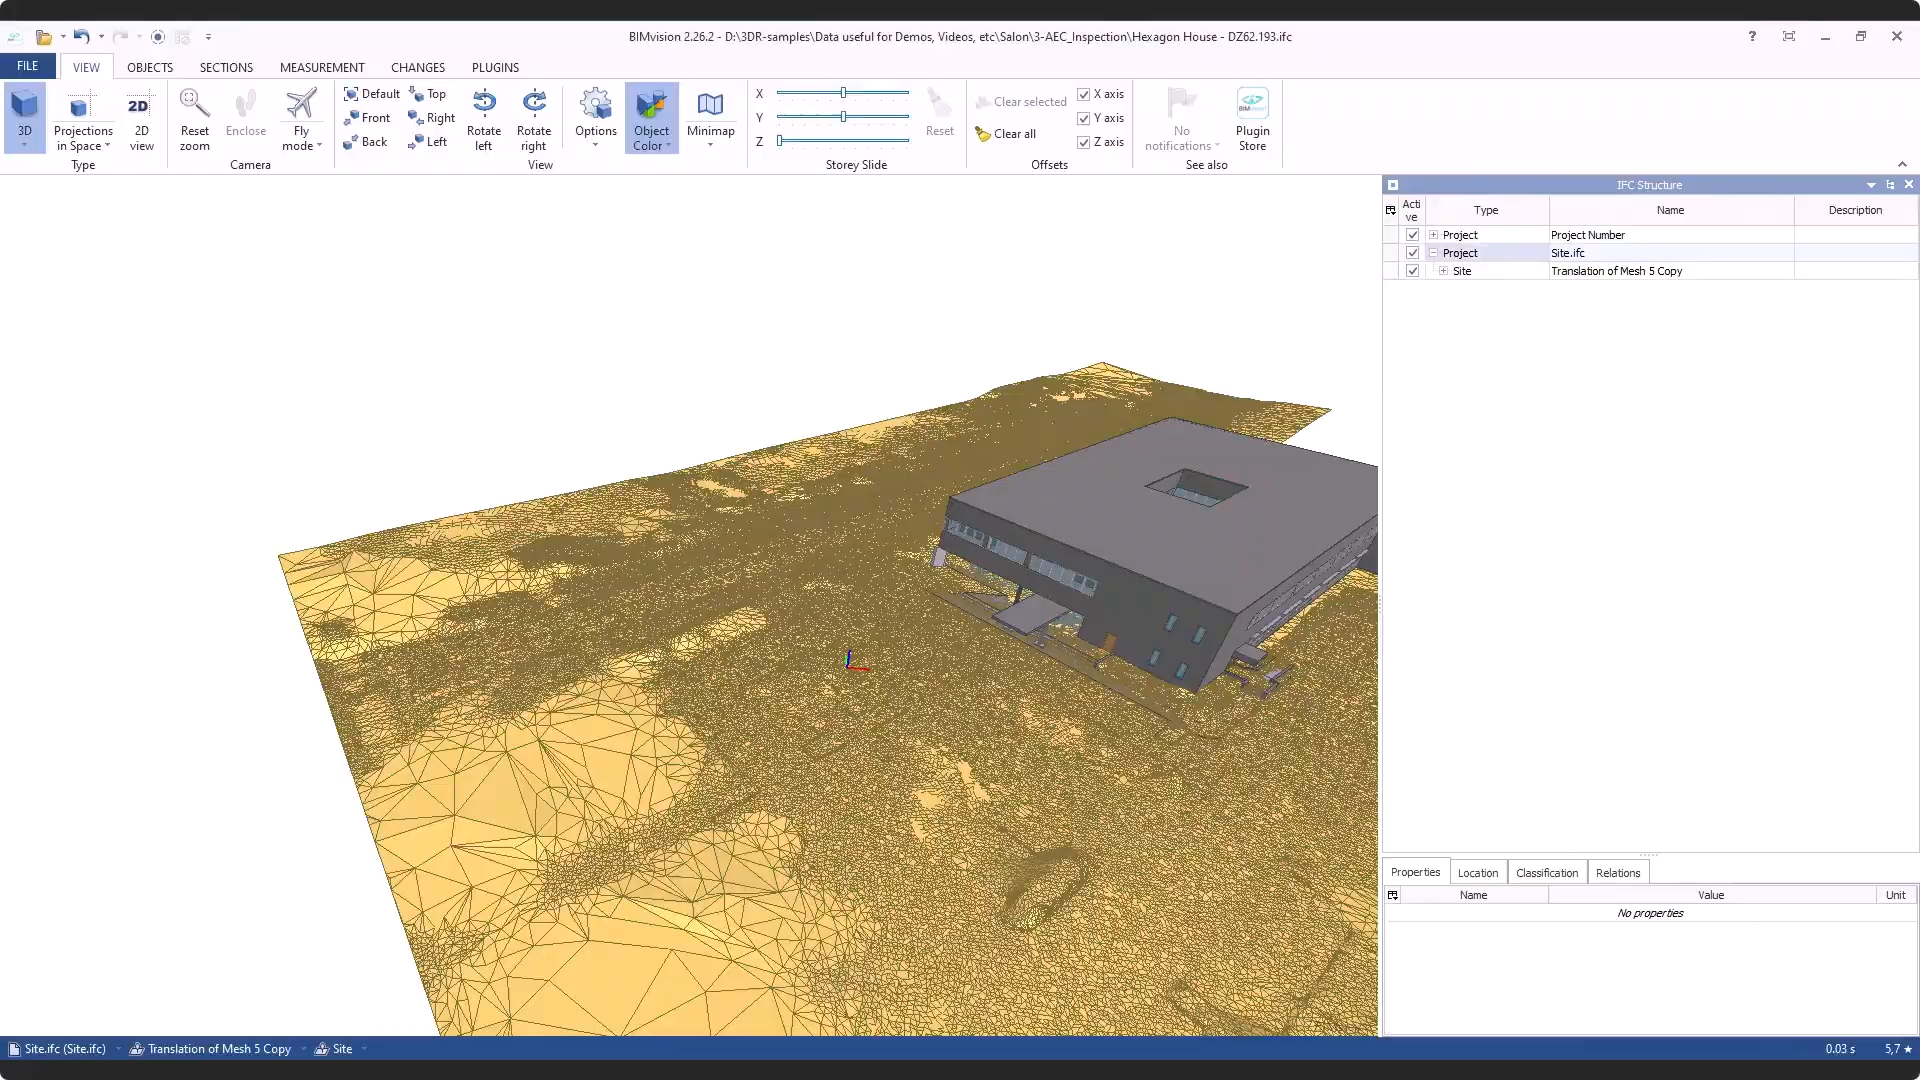 BIMvision 2.26.2 - D:\3DR-samples\Data useful for Demos, Videos, etc\Salon\3-AEC_Inspection\Hexagon House - DZ62.193.ifc
FILE VIEW OBJECTS SECTIONS MEASUREMENT CHANGES PLUGINS
3D
Projections
in Space
2D
2D
view
Type
Reset
zoom
Enclose
Fly
mode
Camera
Default Top
Front Right
Back Left
Rotate
left
Rotate
right
View
Options
Object
Color
Minimap
X
Y
Z
Reset
Storey Slide
Clear selected
Clear all
X axis
Y axis
Z axis
Offsets
No
notifications
BIMvision
Plugin
Store
See also
IFC Structure
Acti
ve
Type Name Description
Project Project Number
Project Site.ifc
Site Translation of Mesh 5 Copy
Properties Location Classification Relations
Name Value Unit
No properties
Site.ifc (Site.ifc) Translation of Mesh 5 Copy Site 0.03 s 5,7 ★